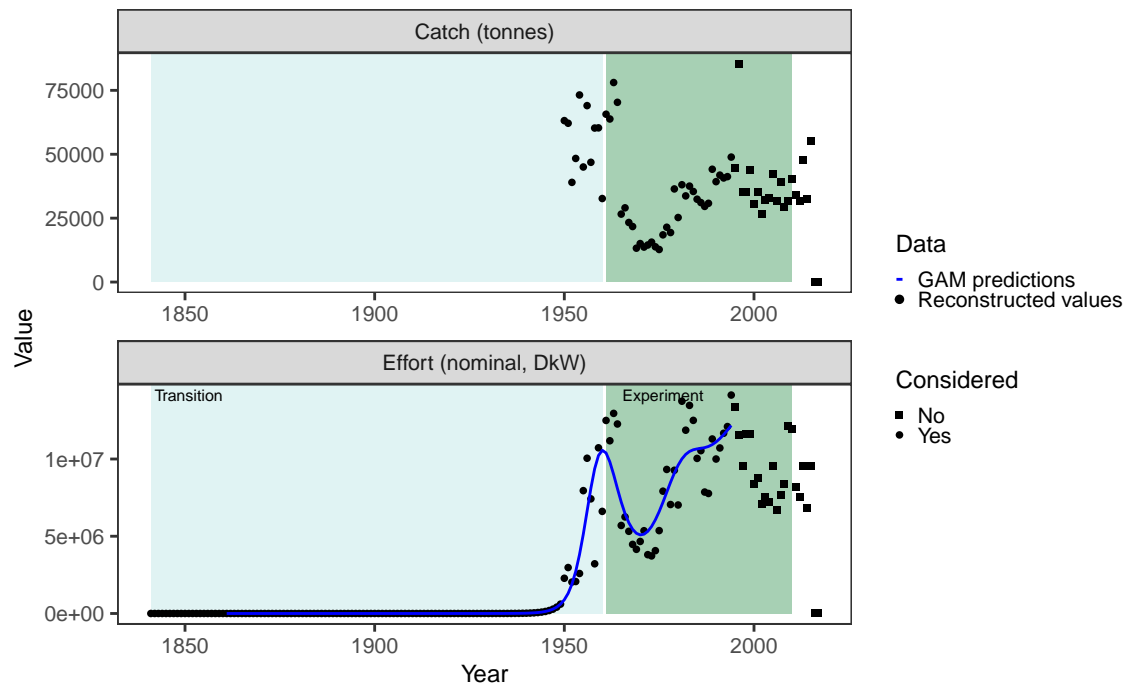 Catch (tonnes)
75000
50000
25000
0
1850
1900
1950
2000
Value
Effort (nominal, DkW)
Transition
Experiment
1e+07
5e+06
0e+00
1850
1900
1950
2000
Year
Data
GAM predictions
Reconstructed values
Considered
No
Yes